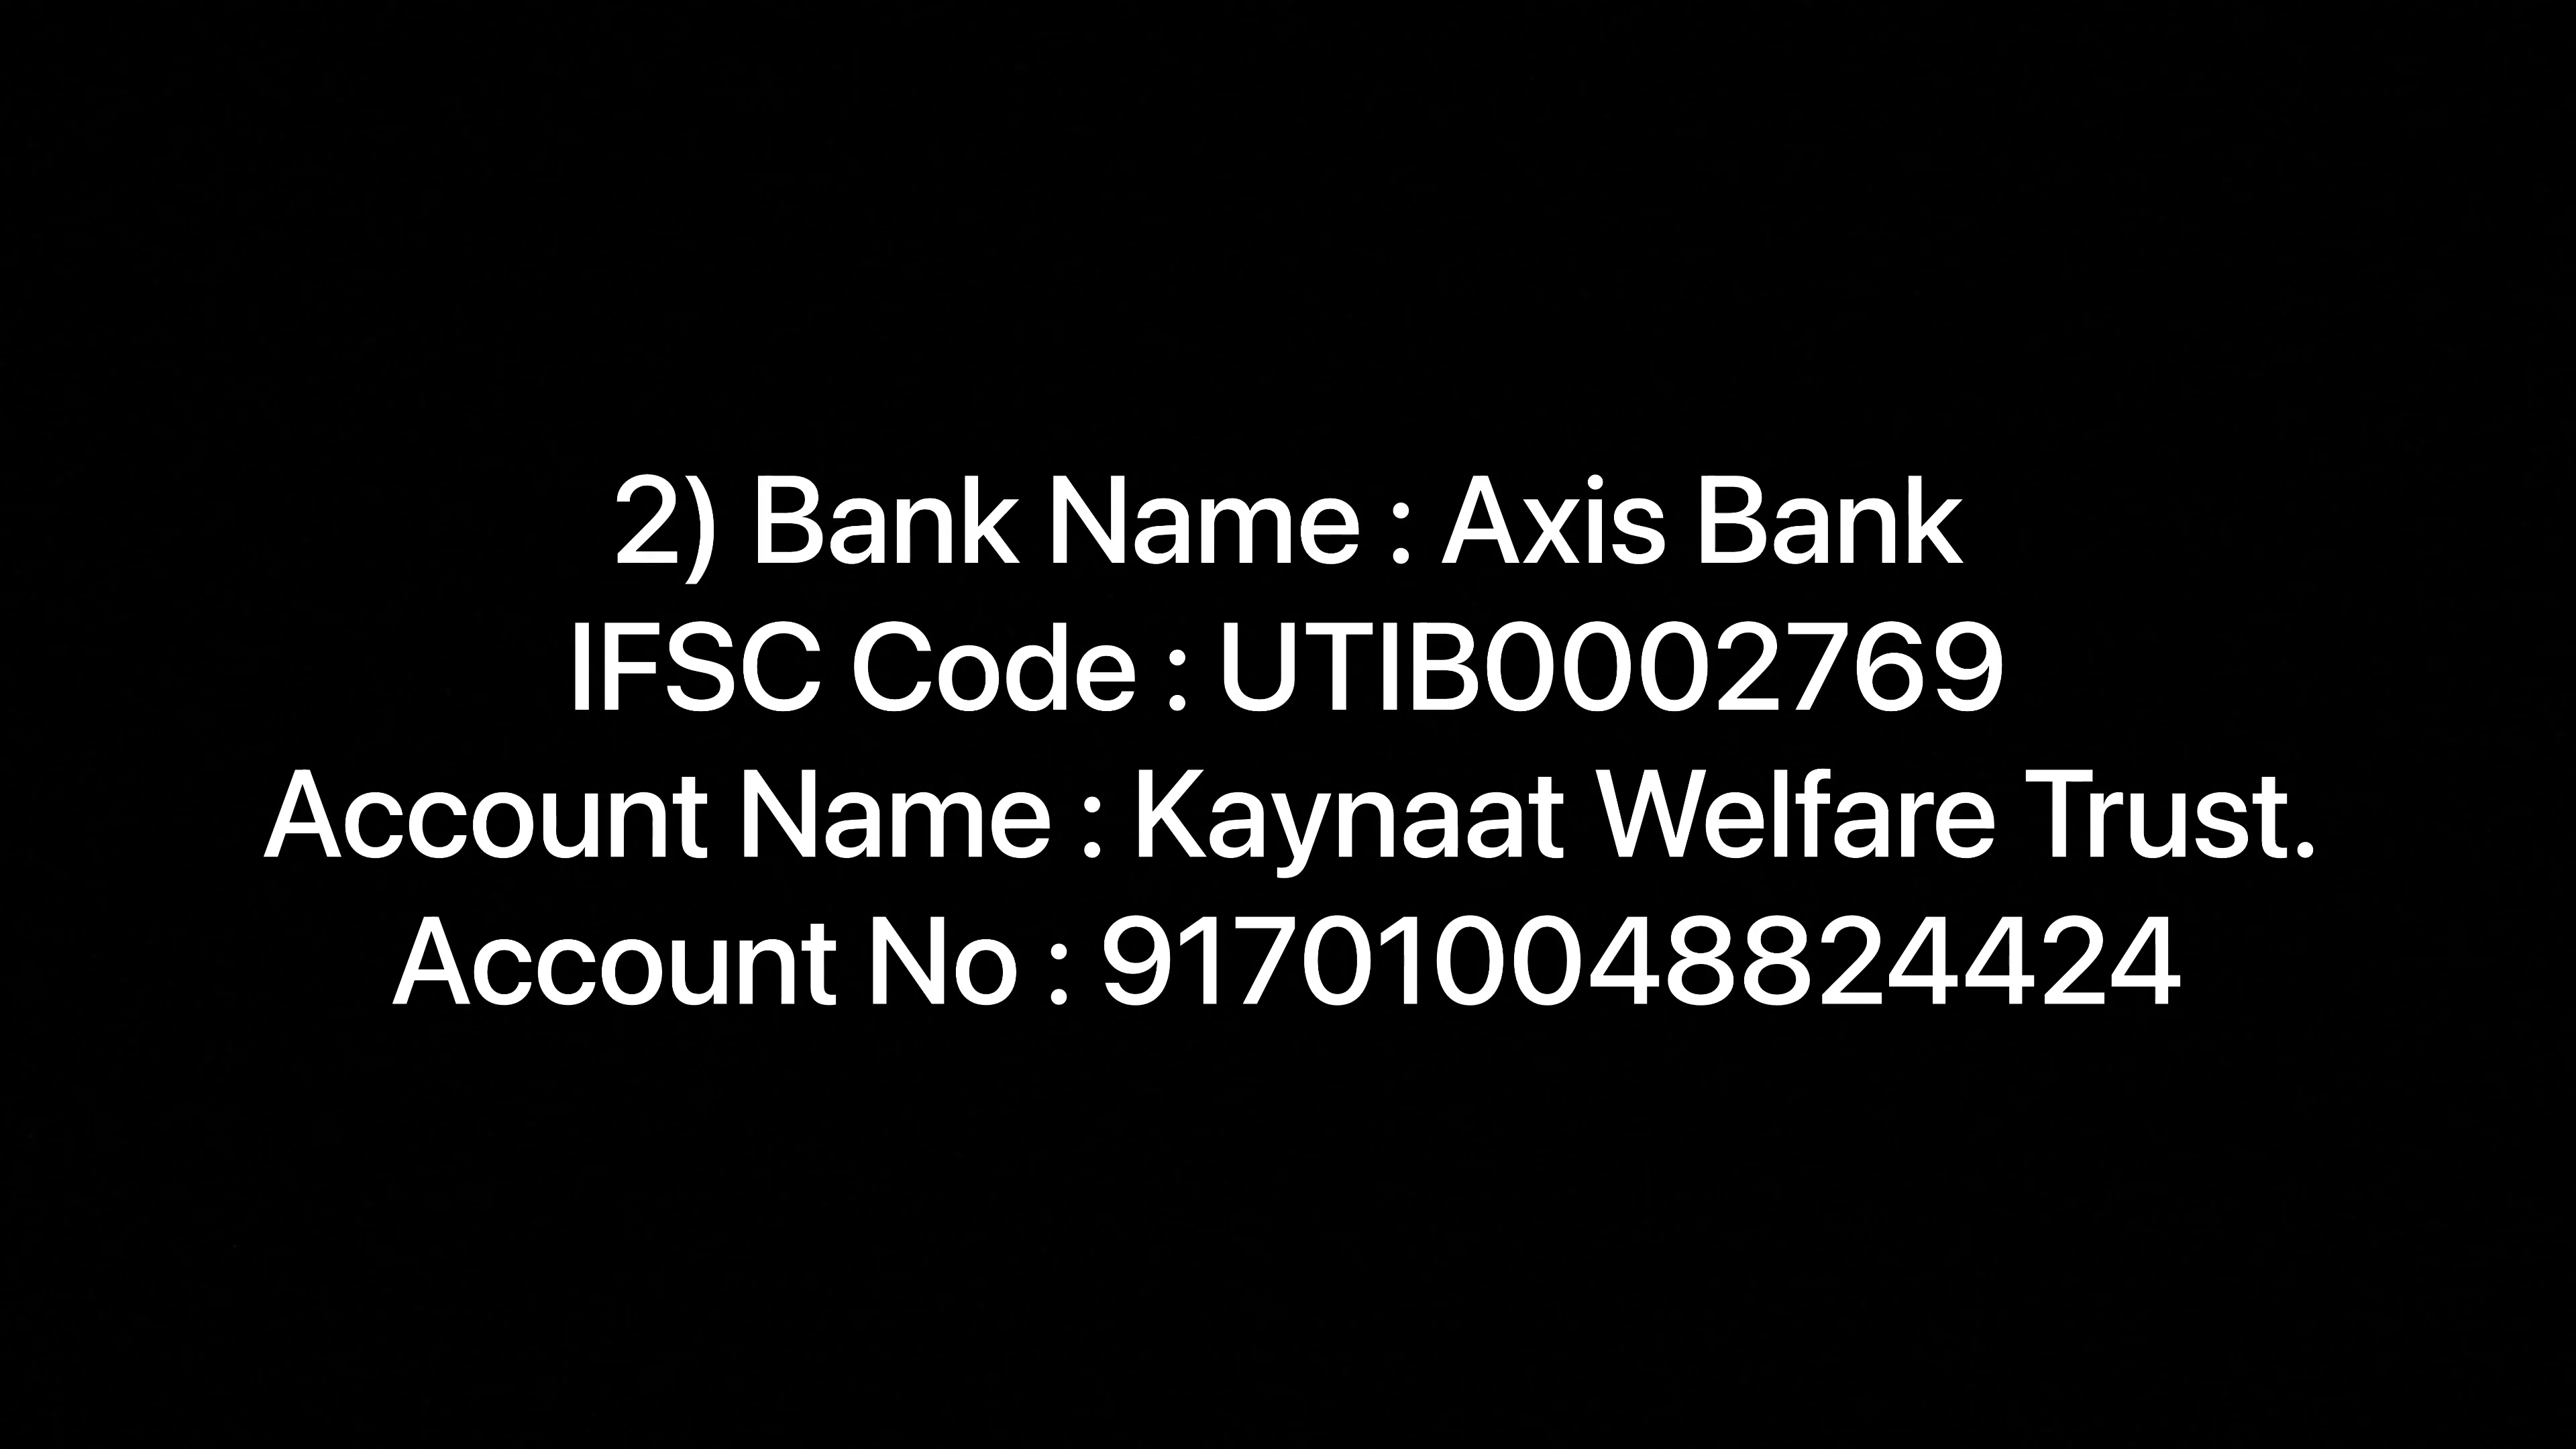 2) Bank Name : Axis Bank
IFSC Code : UTIB0002769
Account Name : Kaynaat Welfare Trust.
Account No : 917010048824424